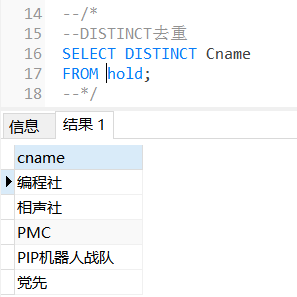 14 --/*
15 --DISTINCT去重
16 SELECT DISTINCT Cname
17 FROM hold;
18 --*/
信息 结果 1
cname
编程社
相声社
PMC
PIP机器人战队
党先